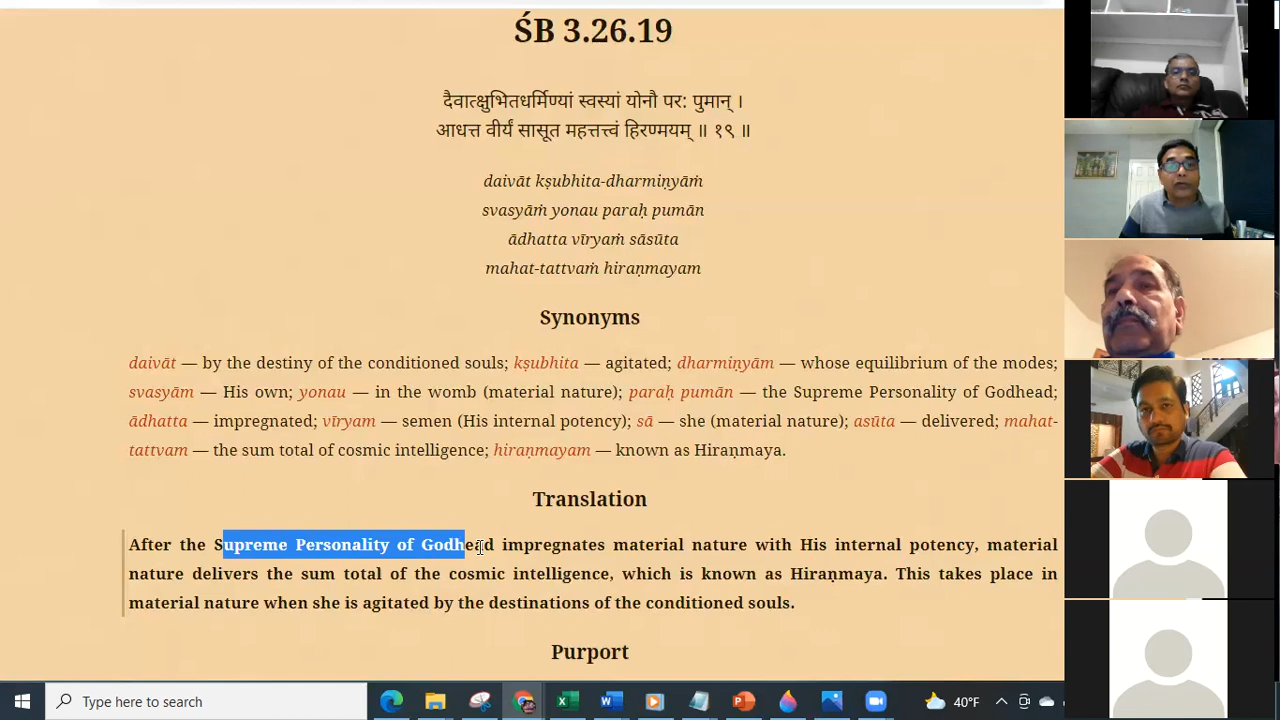 ŚB 3.26.19
दैवात्क्षुभितधर्मिण्यां स्वस्यां योनौ पर: पुमान् ।
आधत्त वीर्यं सासूत महत्तत्त्वं हिरण्मयम् ॥ १९ ॥
daivāt kṣubhita-dharmiṇyāṁ
svasyāṁ yonau paraḥ pumān
ādhatta vīryaṁ sāsūta
mahat-tattvaṁ hiraṇmayam
Synonyms
daivāt — by the destiny of the conditioned souls; kṣubhita — agitated; dharmiṇyām — whose equilibrium of the modes;
svasyām — His own; yonau — in the womb (material nature); paraḥ pumān — the Supreme Personality of Godhead;
ādhatta — impregnated; vīryam — semen (His internal potency); sā — she (material nature); asūta — delivered; mahat-
tattvam — the sum total of cosmic intelligence; hiraṇmayam — known as Hiraṇmaya.
Translation
After the Supreme Personality of Godhead impregnates material nature with His internal potency, material
nature delivers the sum total of the cosmic intelligence, which is known as Hiraṇmaya. This takes place in
material nature when she is agitated by the destinations of the conditioned souls.
Purport
Type here to search
40°F